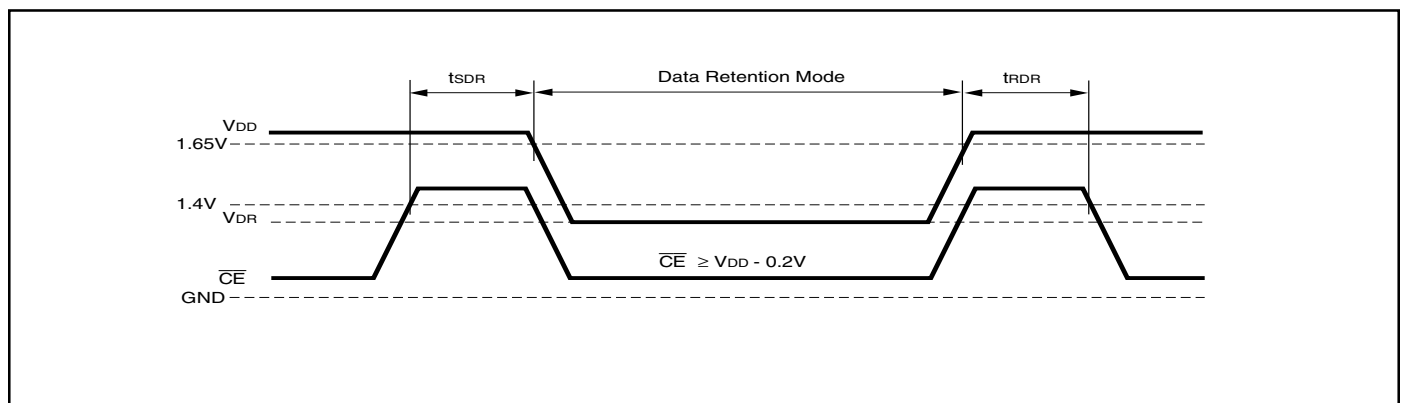 tSDR Data Retention Mode tRDR
VDD
1.65V
1.4V
VDR
CE ≥ VDD - 0.2V
CE
GND